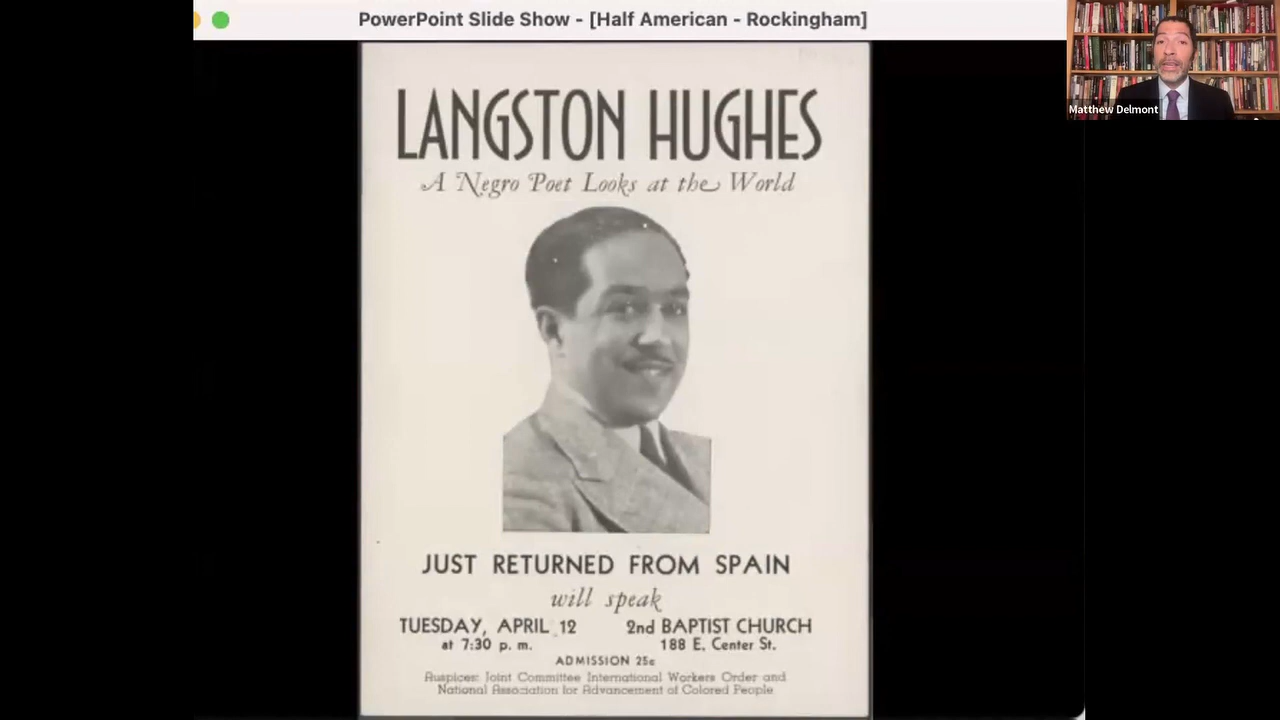 PowerPoint Slide Show - [Half American - Rockingham]
Matthew Delmont
LANGSTON HUGHES
A Negro Poet Looks at the World
JUST RETURNED FROM SPAIN
will speak
TUESDAY, APRIL 12 2nd BAPTIST CHURCH
at 7:30 p. m. 188 E. Center St.
ADMISSION 25c
Auspices: Joint Committee International Workers Order and
National Association for Advancement of Colored People